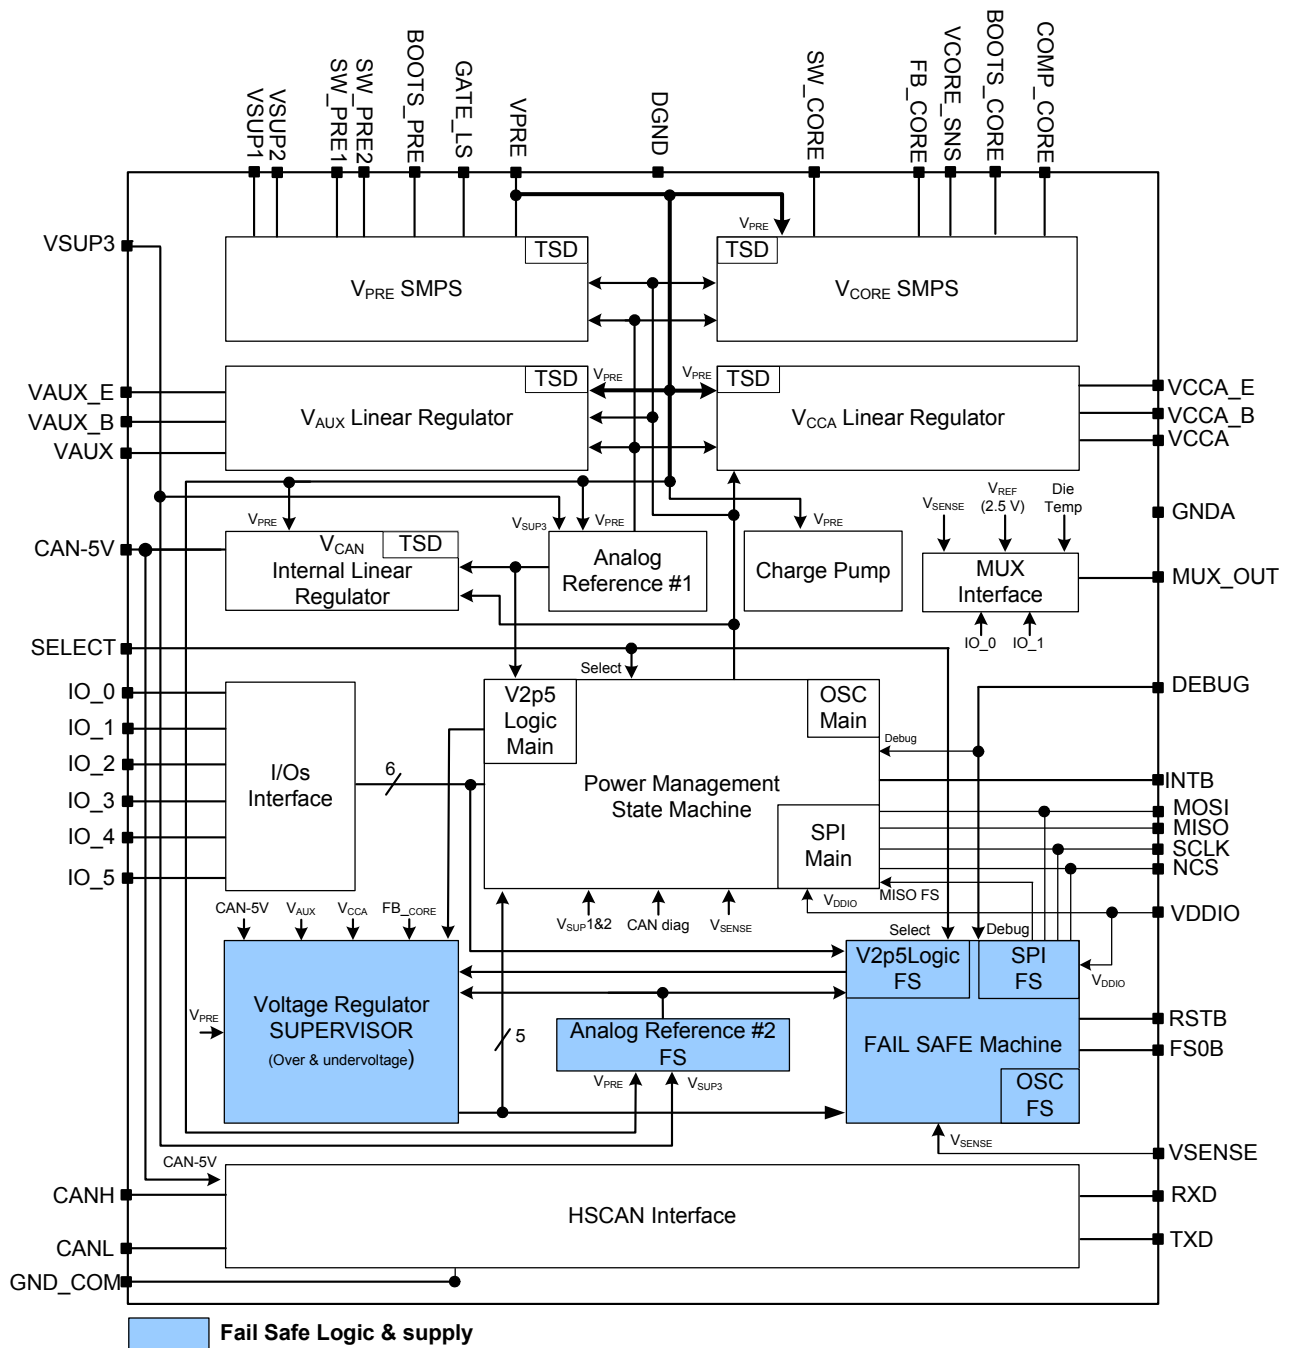 VSUP1
VSUP2
SW_PRE1
SW_PRE2
BOOTS_PRE
GATE_LS
VPRE
DGND
SW_CORE
FB_CORE
VCORE_SNS
BOOTS_CORE
COMP_CORE
VSUP3
VPRE
TSD
VPRE SMPS
TSD
VCORE SMPS
VAUX_E
VAUX_B
VAUX
TSD
VAUX Linear Regulator
VPRE
VPRE
TSD
VCCA Linear Regulator
VCCA_E
VCCA_B
VCCA
GNDA
CAN-5V
VPRE
VCAN
TSD
Internal Linear
Regulator
VSUP3
VPRE
Analog
Reference #1
VPRE
Charge Pump
VSENSE
VREF
(2.5 V)
Die
Temp
MUX
Interface
IO_0
IO_1
MUX_OUT
SELECT
Select
IO_0
IO_1
IO_2
IO_3
IO_4
IO_5
I/Os
Interface
6
V2p5
Logic
Main
OSC
Main
Power Management
State Machine
SPI
Main
Debug
DEBUG
INTB
MOSI
MISO
SCLK
NCS
MISO FS
VDDIO
VDDIO
CAN-5V
VAUX
VCCA
FB_CORE
VSUP1&2
CAN diag
VSENSE
Select
Debug
V2p5Logic
FS
SPI
FS
VDDIO
VPRE
Voltage Regulator
SUPERVISOR
(Over & undervoltage)
5
Analog Reference #2
FS
VPRE
VSUP3
FAIL SAFE Machine
OSC
FS
RSTB
FS0B
VSENSE
VSENSE
CAN-5V
CANH
CANL
GND_COM
HSCAN Interface
RXD
TXD
Fail Safe Logic & supply